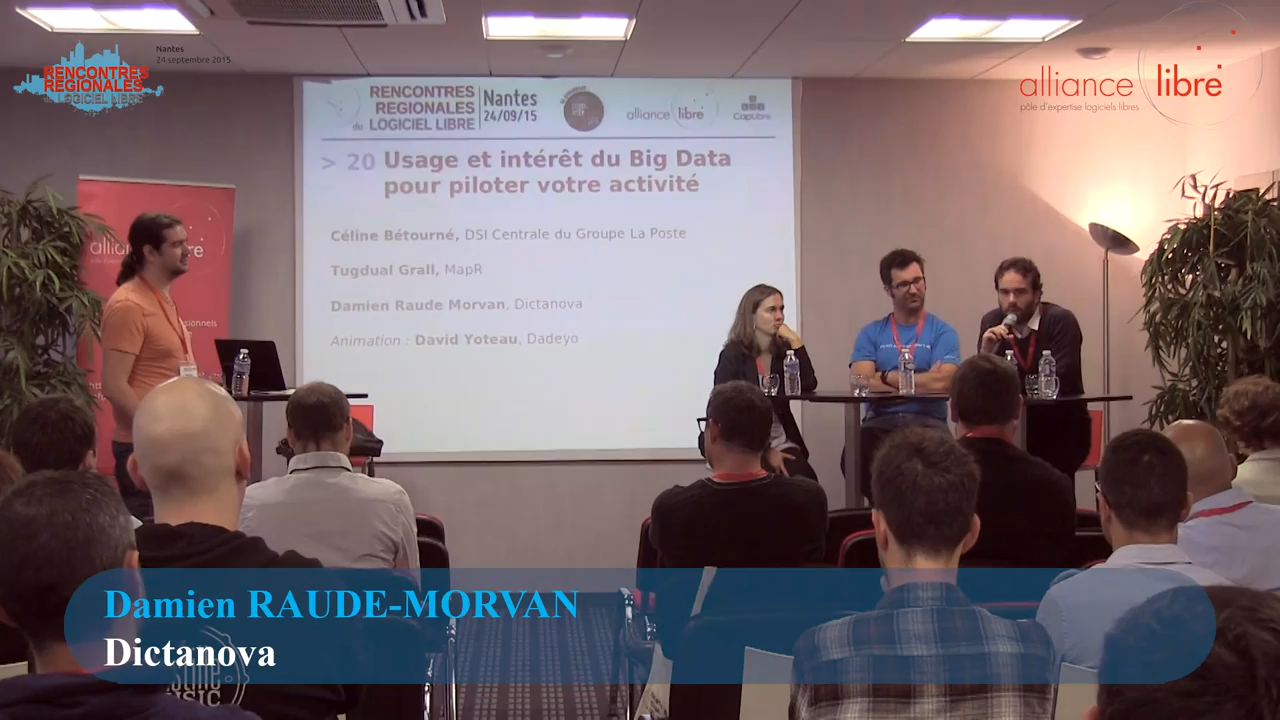 Nantes
24 septembre 2015
RENCONTRES
REGIONALES
du LOGICIEL LIBRE
alliance libre
pôle d'expertise logiciels libres
RENCONTRES
REGIONALES
du LOGICIEL LIBRE
Nantes
24/09/15
alliance libre
CapLibre
> 20 Usage et intérêt du Big Data
pour piloter votre activité
Céline Bétourné, DSI Centrale du Groupe La Poste
Tugdual Grall, MapR
Damien Raude Morvan, Dictanova
Animation : David Yoteau, Dadeyo
Damien RAUDE-MORVAN
Dictanova